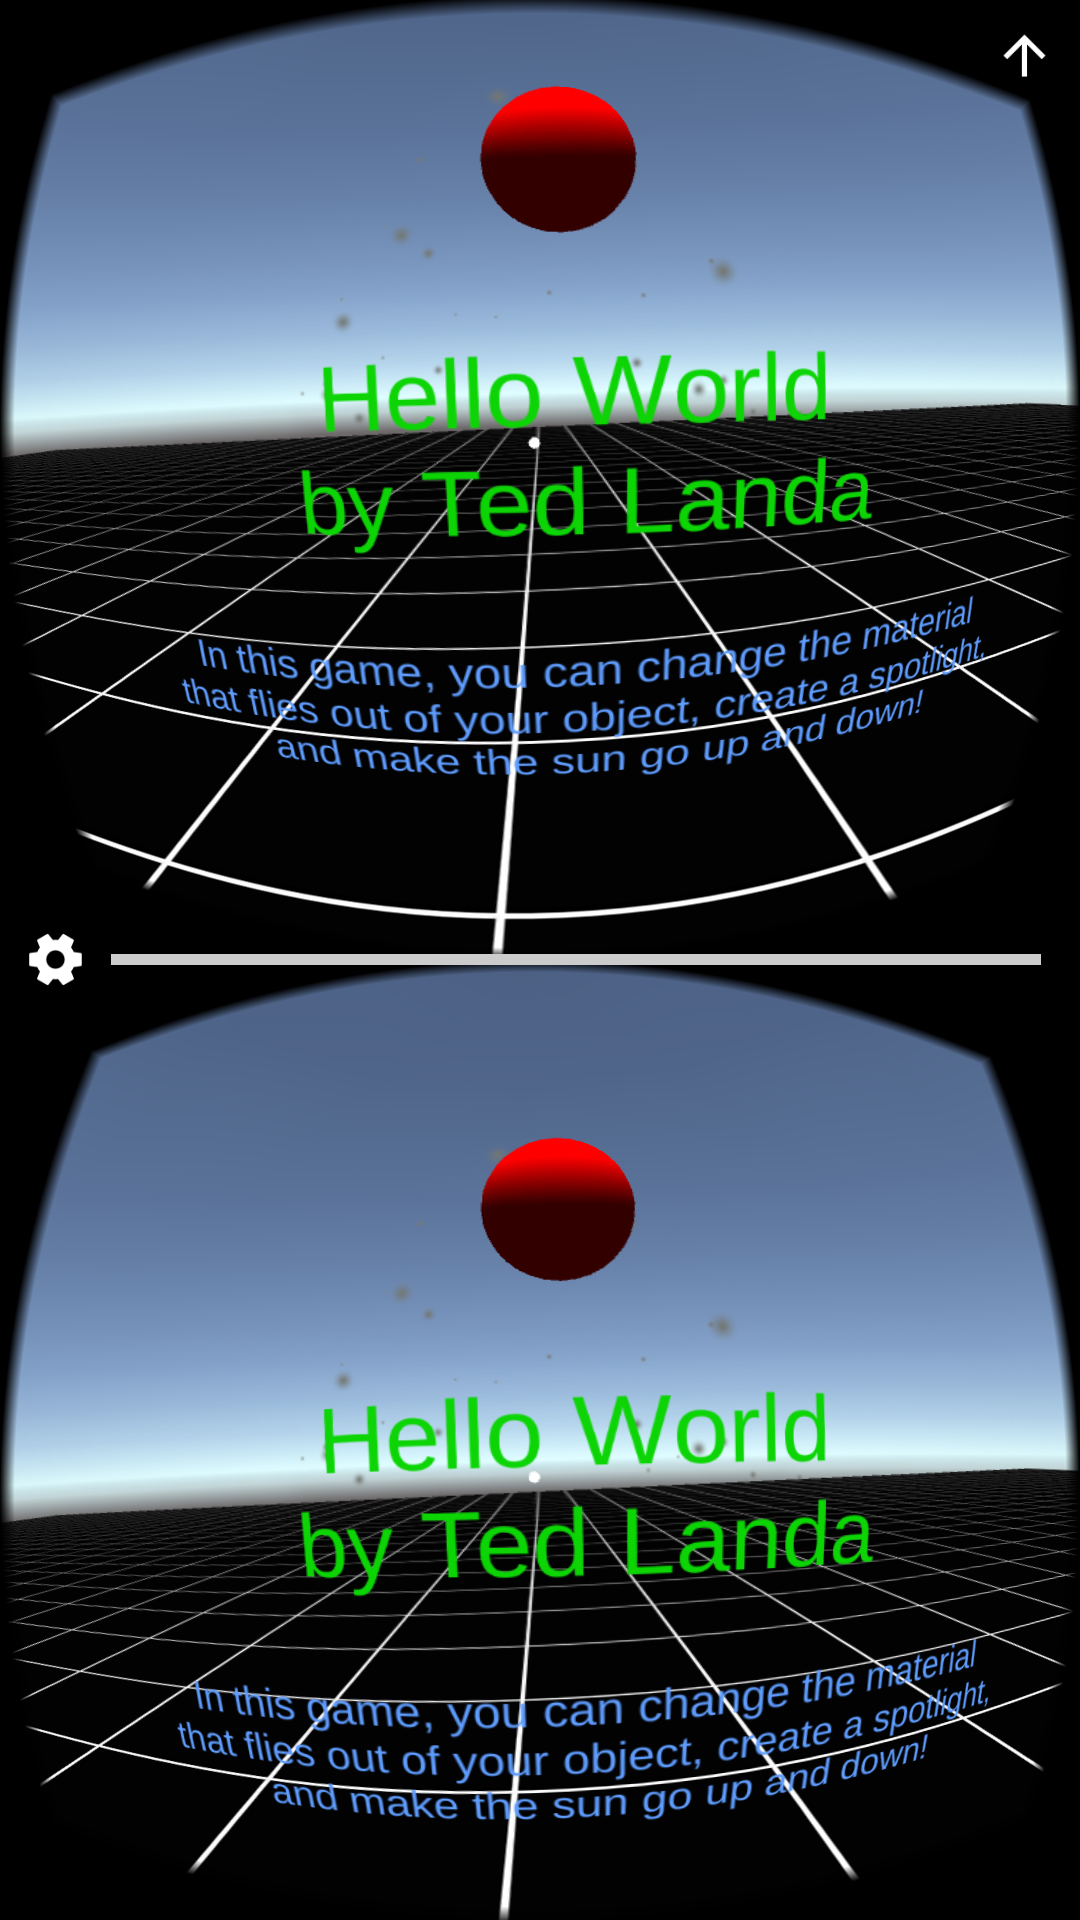 Hello World
by Ted Landa
In this game, you can change the material
that flies out of your object, create a spotlight,
and make the sun go up and down!
Hello World
by Ted Landa
In this game, you can change the material
that flies out of your object, create a spotlight,
and make the sun go up and down!